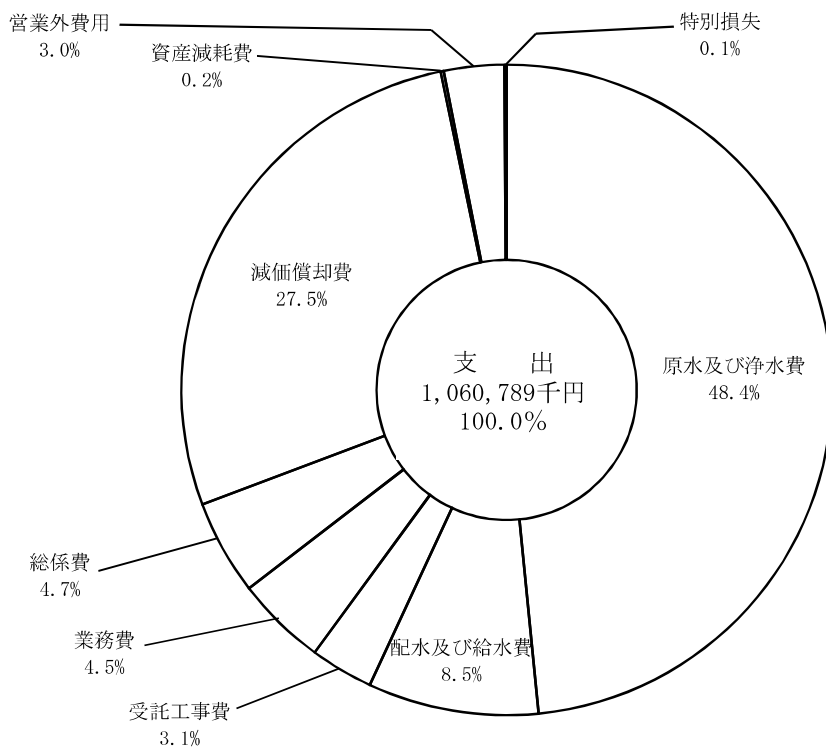 営業外費用
3.0%
資産減耗費
0.2%
特別損失
0.1%
減価償却費
27.5%
支　出
1,060,789千円
100.0%
原水及び浄水費
48.4%
総係費
4.7%
業務費
4.5%
受託工事費
3.1%
配水及び給水費
8.5%